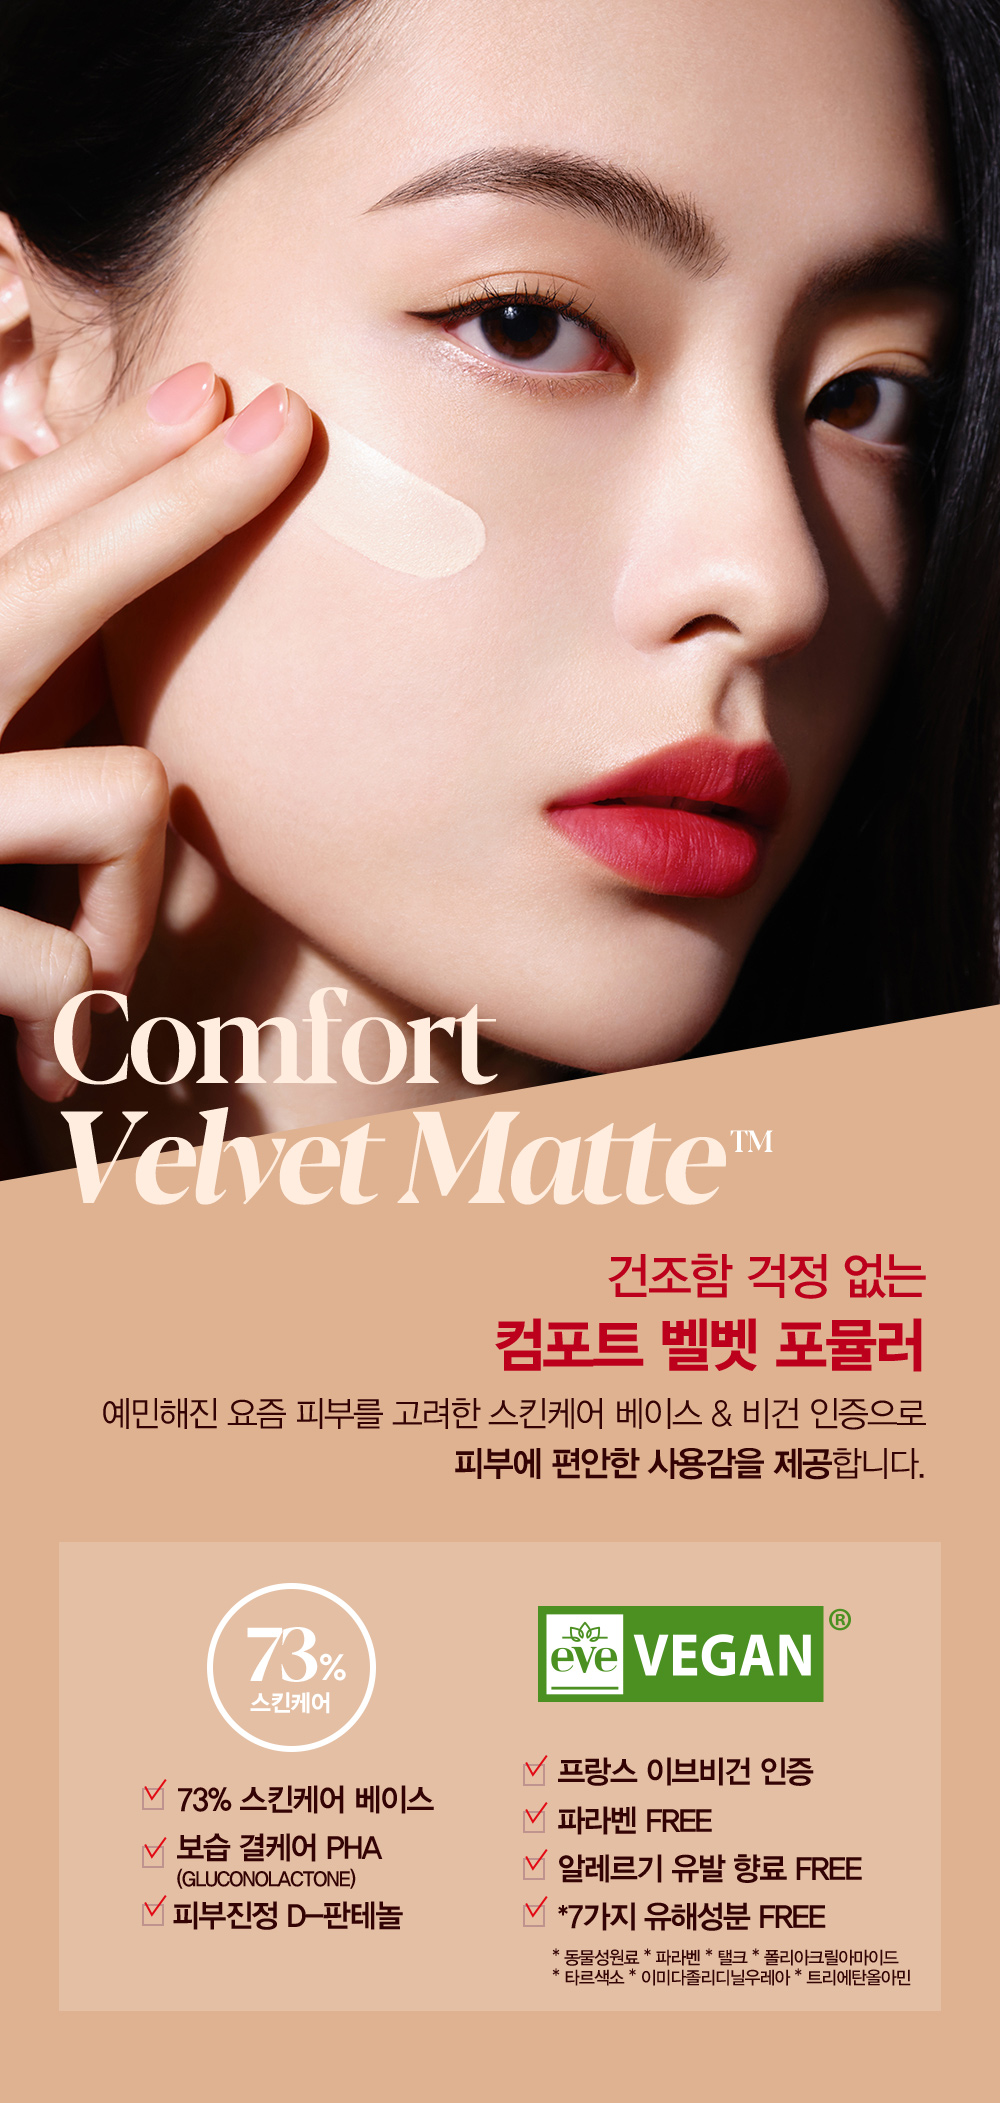 Comfort
Velvet Matte™
건조함 걱정 없는
컴포트 벨벳 포뮬러
예민해진 요즘 피부를 고려한 스킨케어 베이스 & 비건 인증으로
피부에 편안한 사용감을 제공합니다.
73%
스킨케어
73% 스킨케어 베이스
보습 결케어 PHA
(GLUCONOLACTONE)
피부진정 D-판테놀
eve VEGAN®
프랑스 이브비건 인증
파라벤 FREE
알레르기 유발 향료 FREE
*7가지 유해성분 FREE
* 동물성원료 * 파라벤 * 탤크 * 폴리아크릴아마이드
* 타르색소 * 이미다졸리디닐우레아 * 트리에탄올아민